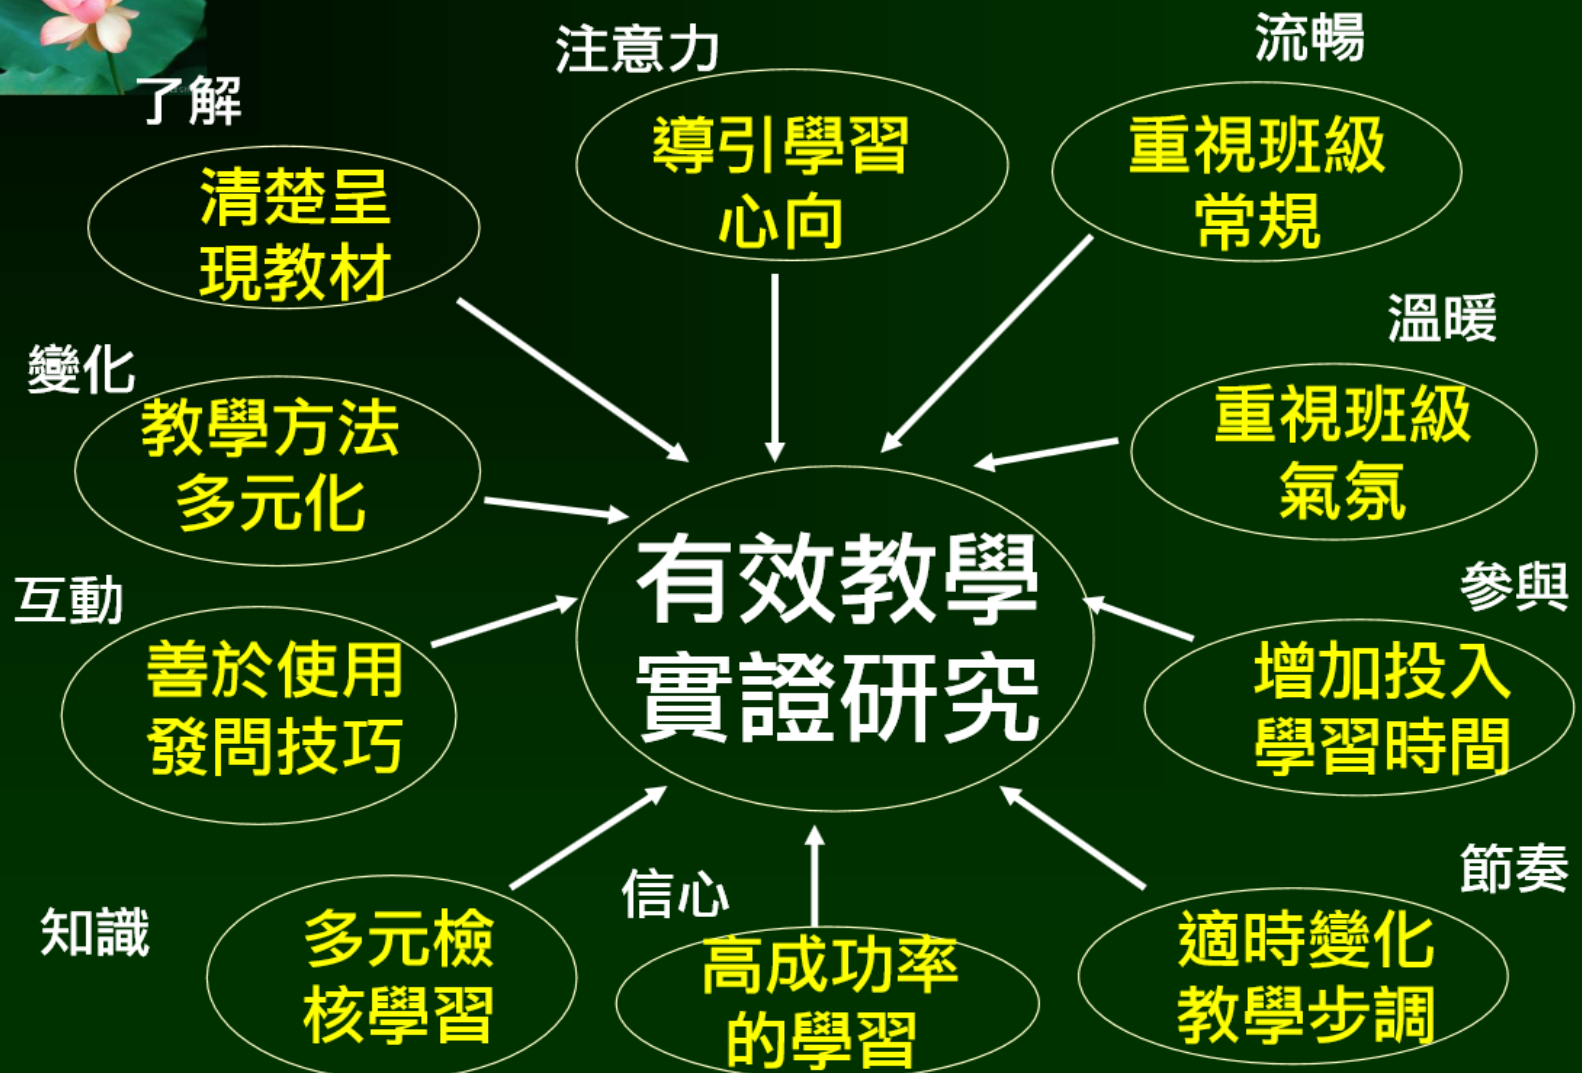 了解
清楚呈
現教材
注意力
導引學習
心向
流暢
重視班級
常規
溫暖
重視班級
氣氛
變化
教學方法
多元化
有效教學
實證研究
互動
善於使用
發問技巧
參與
增加投入
學習時間
知識
多元檢
核學習
信心
高成功率
的學習
節奏
適時變化
教學步調